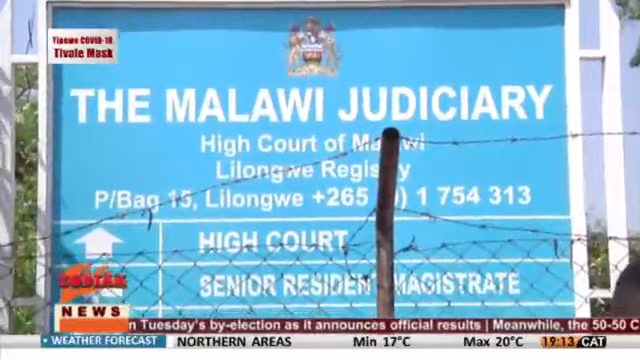 Tipewe COVID-19
Tivale Mask
THE MALAWI JUDICIARY
High Court of Malawi
Lilongwe Registry
P/Bag 15, Lilongwe +265 ) 1 754 313
HIGH COURT
SENIOR RESIDEN MAGISTRATE
NEWS
n Tuesday's by-election as it announces official results | Meanwhile, the 50-50 C
WEATHER FORECAST NORTHERN AREAS Min 17°C Max 20°C 19:13 CAT